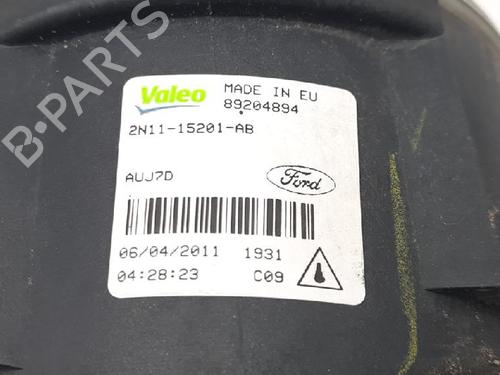 Valeo
MADE IN EU
89204894
2N11-15201-AB
AUJ7D
Ford
06/04/2011 1931
04:28:23 C09
B-PARTS